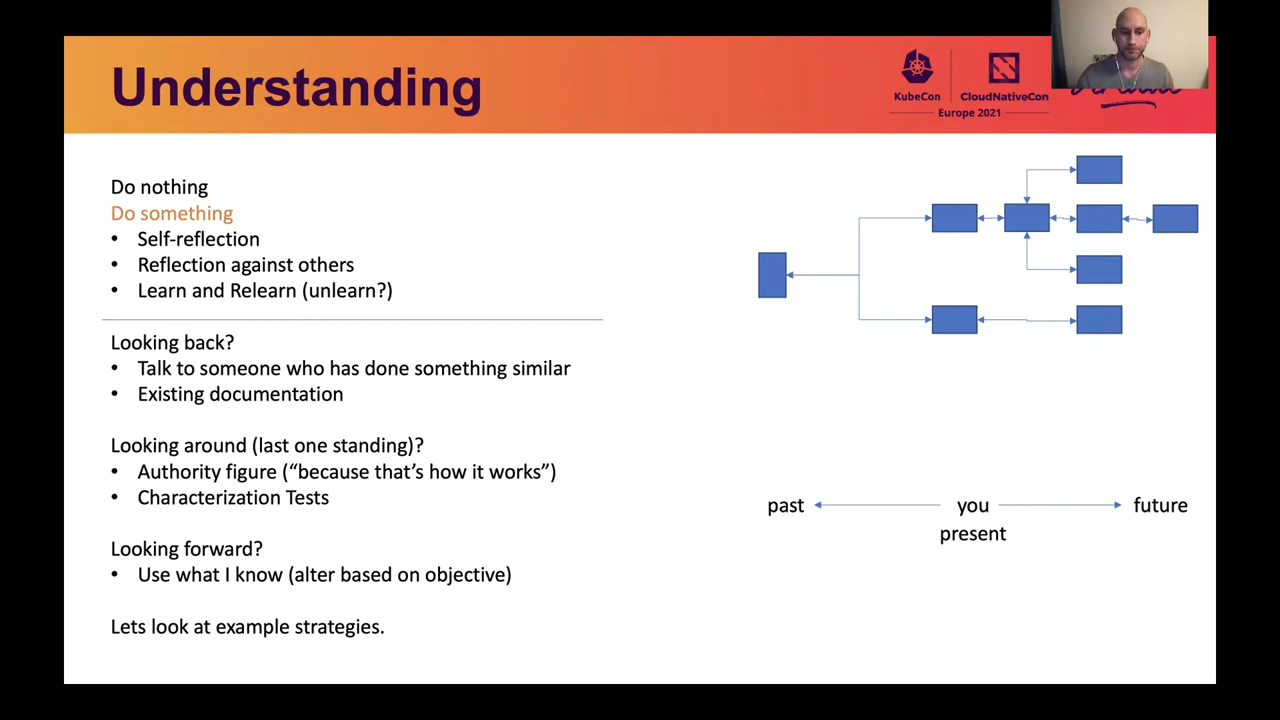 Understanding
KubeCon
CloudNativeCon
Europe 2021
Do nothing
Do something
• Self-reflection
• Reflection against others
• Learn and Relearn (unlearn?)
Looking back?
• Talk to someone who has done something similar
• Existing documentation
Looking around (last one standing)?
• Authority figure (“because that’s how it works”)
• Characterization Tests
Looking forward?
• Use what I know (alter based on objective)
Lets look at example strategies.
past
you
future
present